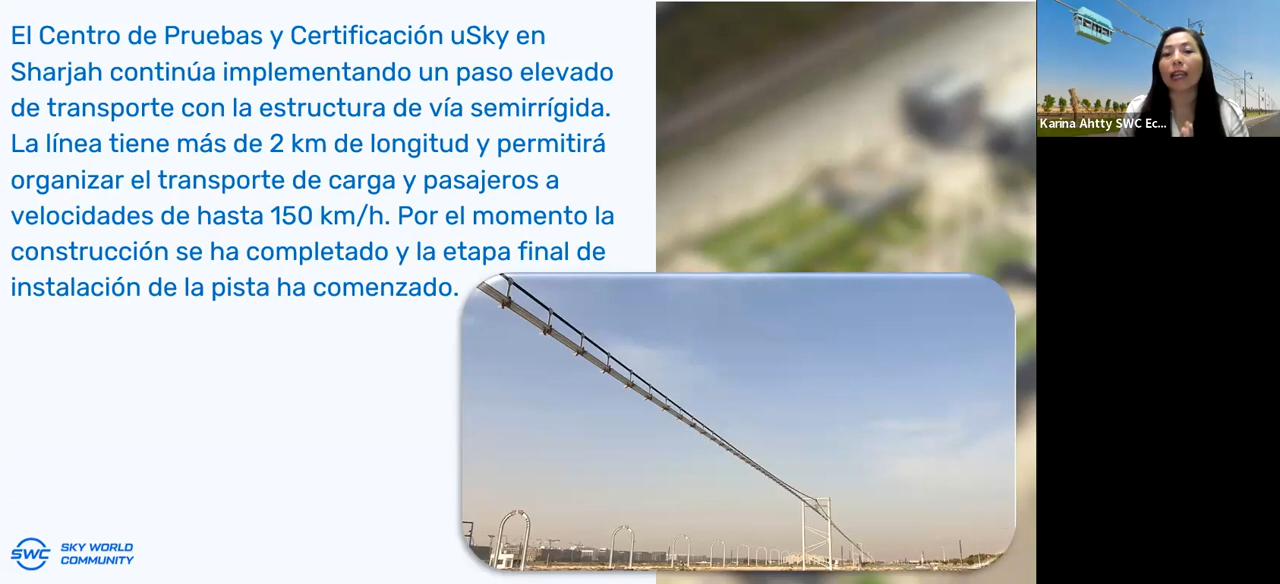 El Centro de Pruebas y Certificación uSky en
Sharjah continúa implementando un paso elevado
de transporte con la estructura de vía semirrígida.
La línea tiene más de 2 km de longitud y permitirá
organizar el transporte de carga y pasajeros a
velocidades de hasta 150 km/h. Por el momento la
construcción se ha completado y la etapa final de
instalación de la pista ha comenzado.
Karina Ahtty SWC Ec...
SWC SKY WORLD
COMMUNITY